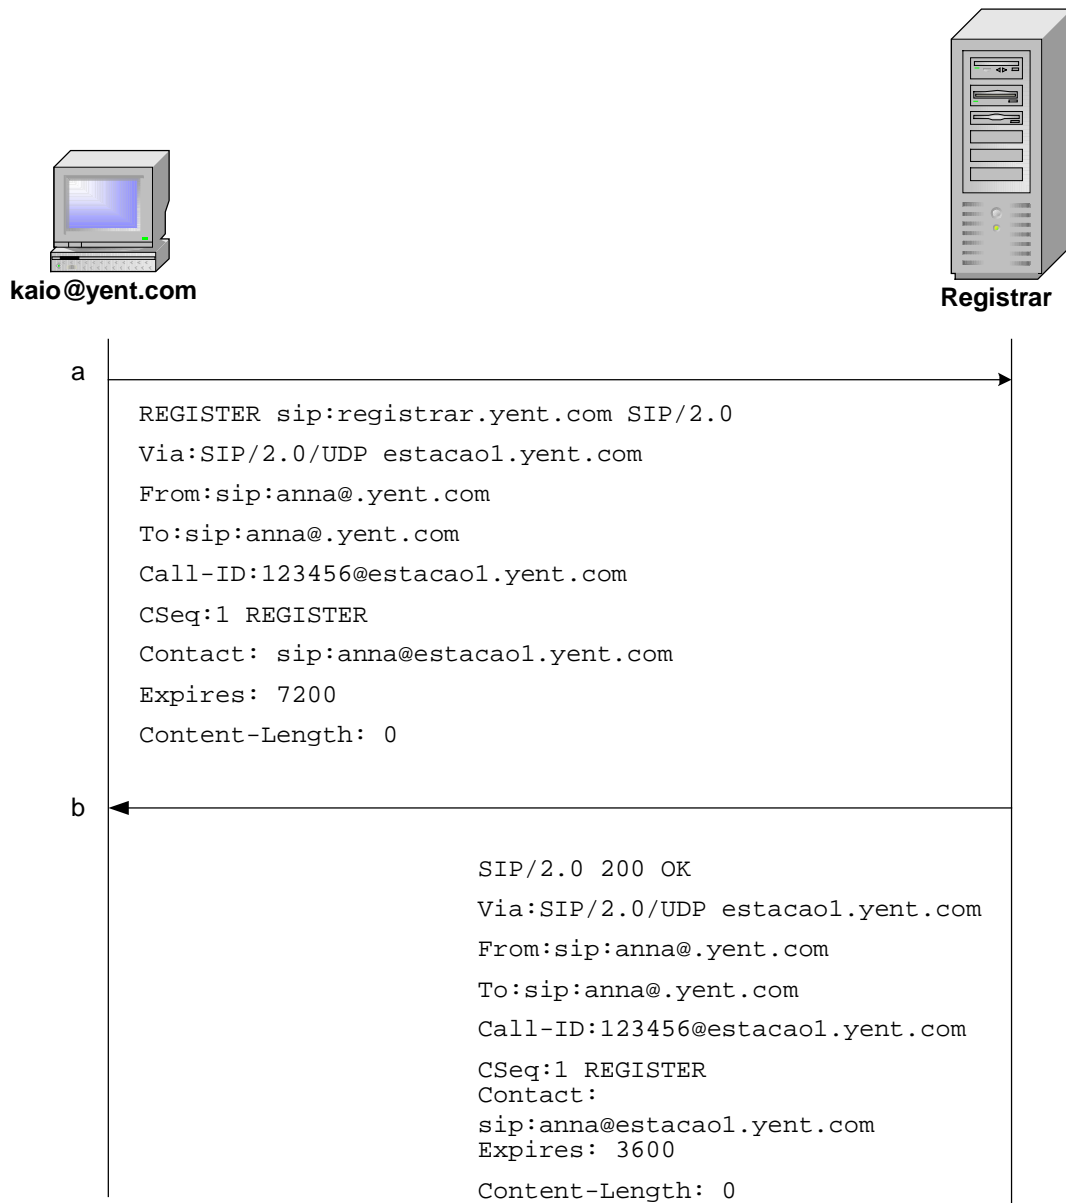 kaio@yent.com
Registrar
a
REGISTER sip:registrar.yent.com SIP/2.0
Via:SIP/2.0/UDP estacao1.yent.com
From:sip:anna@.yent.com
To:sip:anna@.yent.com
Call-ID:123456@estacao1.yent.com
CSeq:1 REGISTER
Contact: sip:anna@estacao1.yent.com
Expires: 7200
Content-Length: 0
b
SIP/2.0 200 OK
Via:SIP/2.0/UDP estacao1.yent.com
From:sip:anna@.yent.com
To:sip:anna@.yent.com
Call-ID:123456@estacao1.yent.com
CSeq:1 REGISTER
Contact:
sip:anna@estacao1.yent.com
Expires: 3600
Content-Length: 0